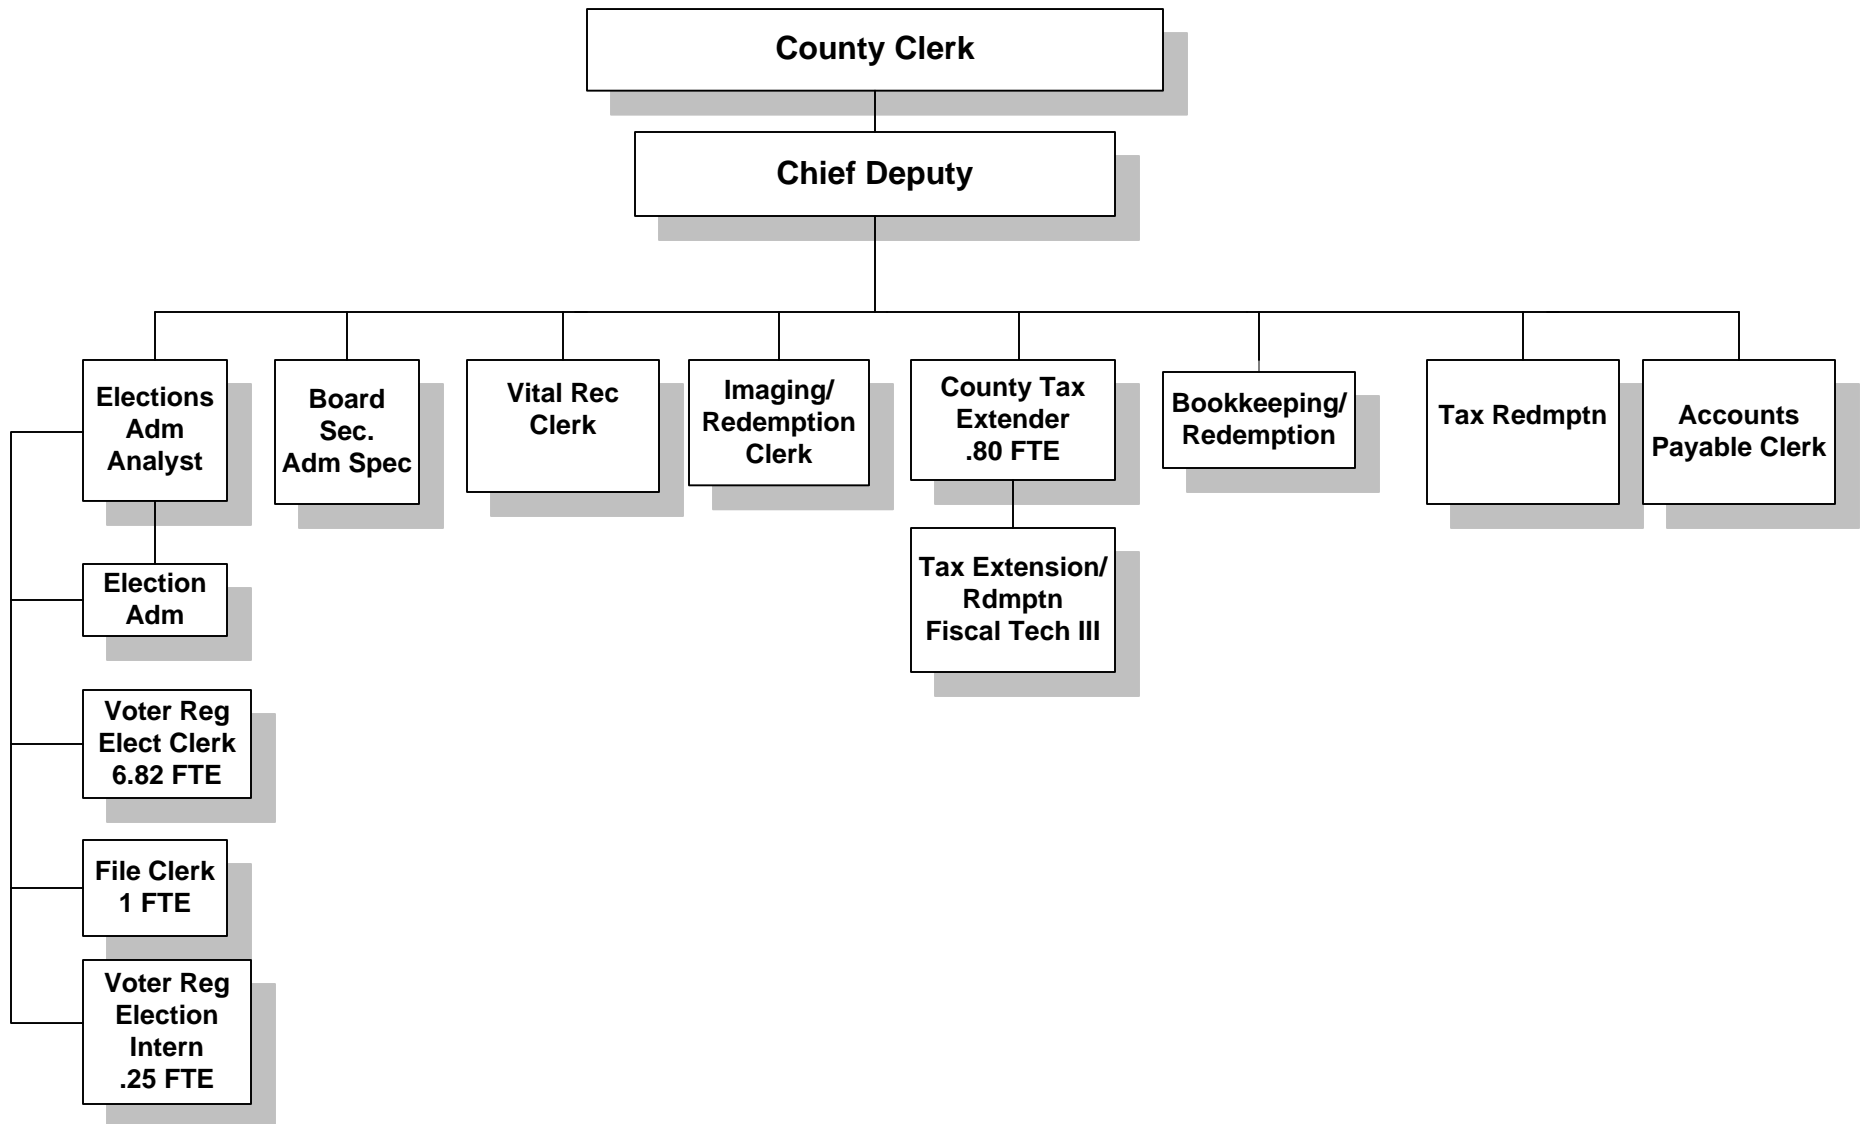 County Clerk
Chief Deputy
Elections
Adm
Analyst
Board
Sec.
Adm Spec
Vital Rec
Clerk
Imaging/
Redemption
Clerk
County Tax
Extender
.80 FTE
Bookkeeping/
Redemption
Tax Redmptn
Accounts
Payable Clerk
Election
Adm
Tax Extension/
Rdmptn
Fiscal Tech III
Voter Reg
Elect Clerk
6.82 FTE
File Clerk
1 FTE
Voter Reg
Election
Intern
.25 FTE